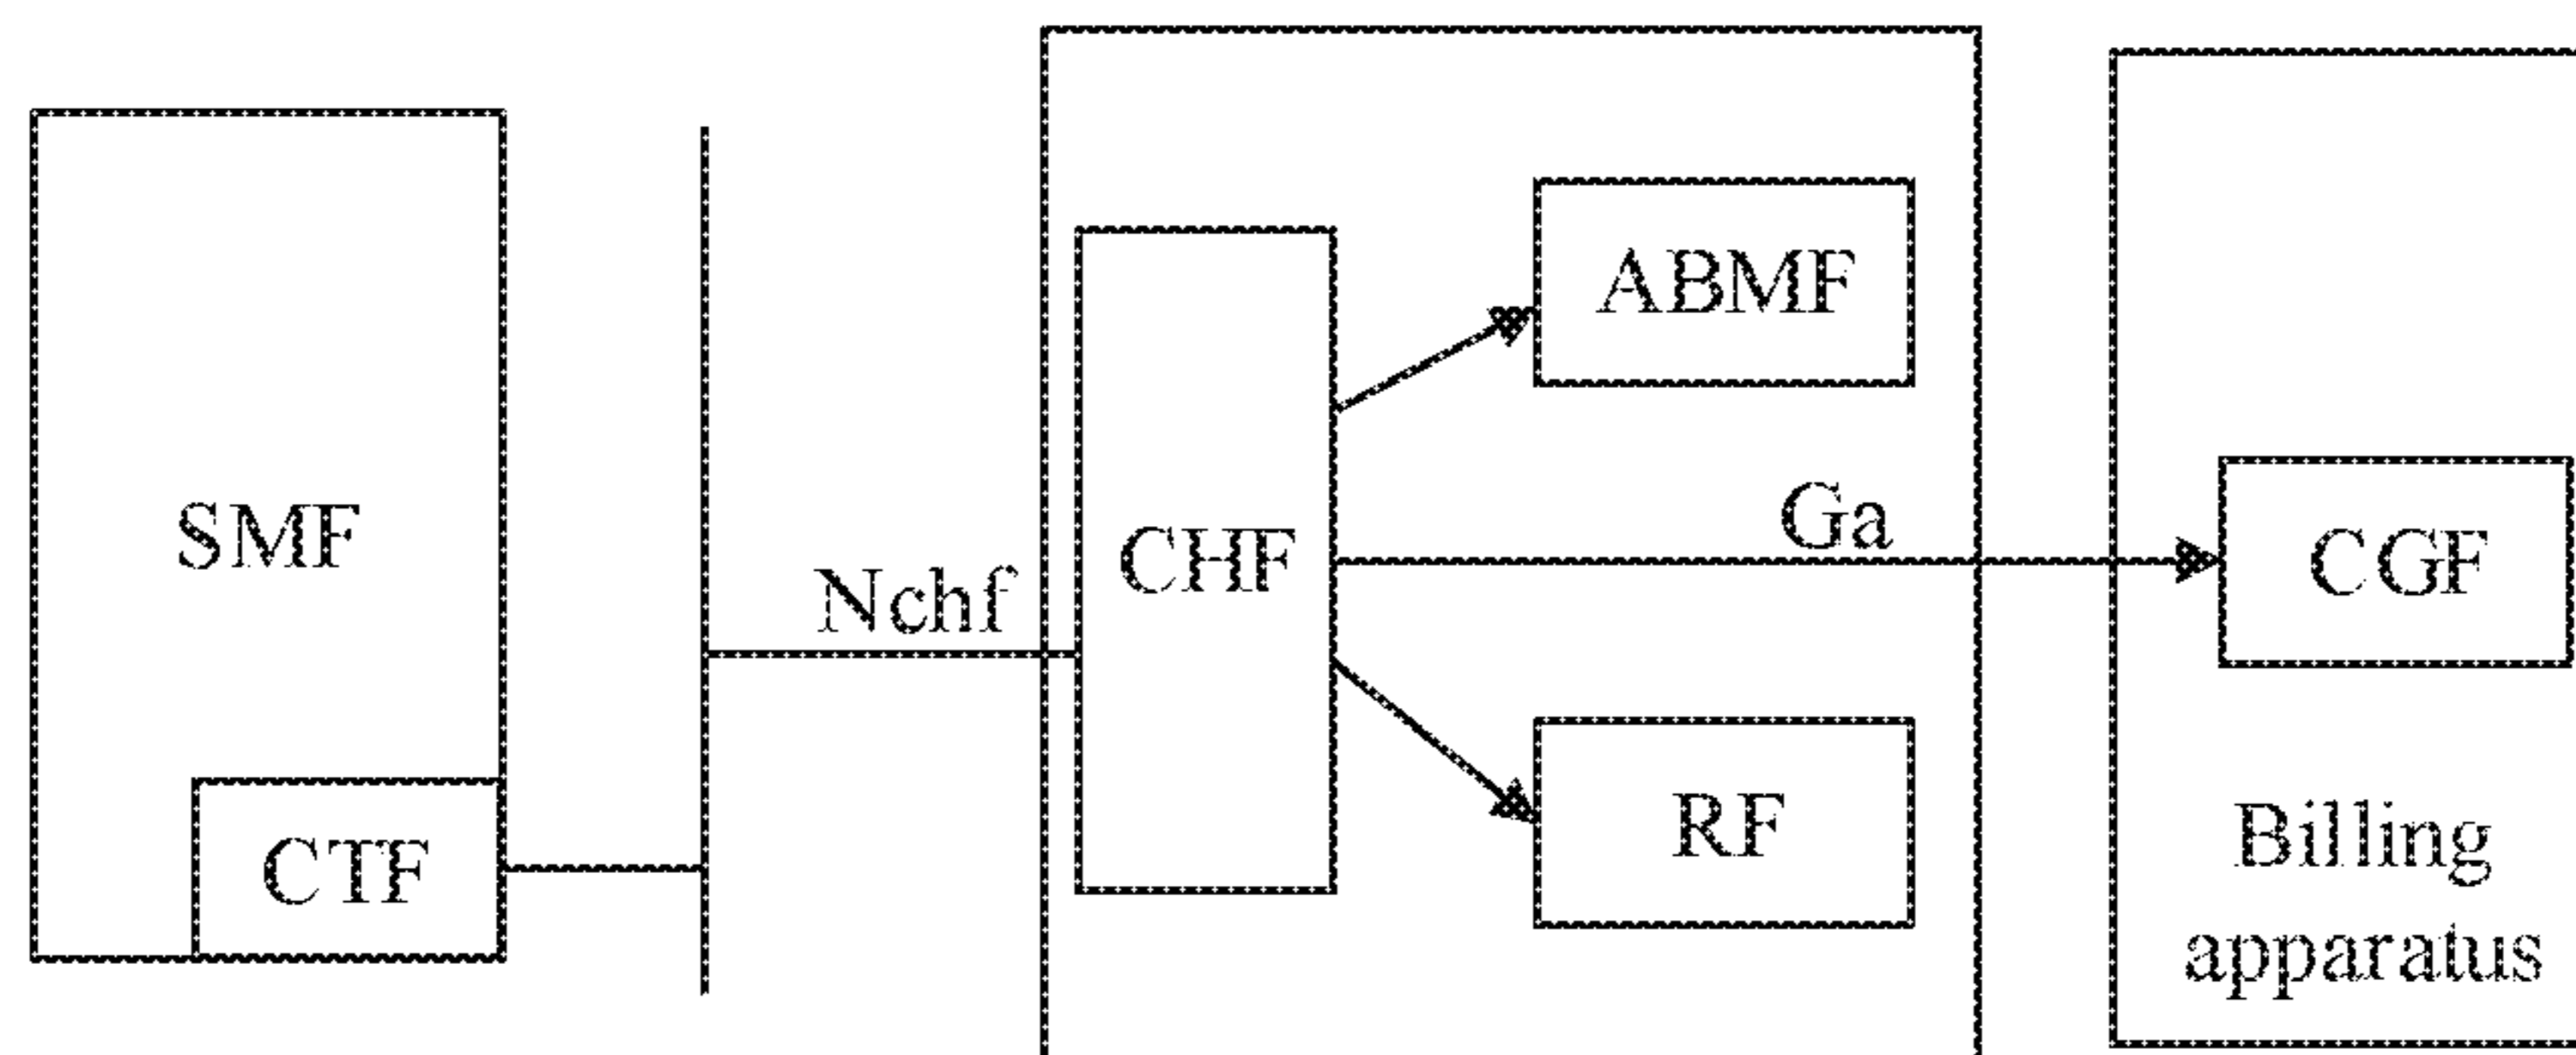 SMF
CTF
Nchf
CHF
ABMF
Ga
RF
CGF
Billing
apparatus